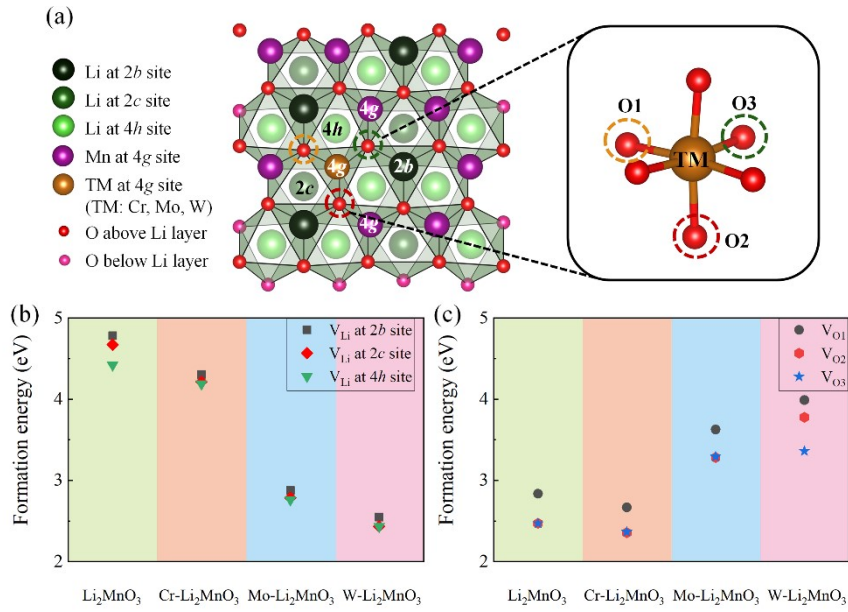 (a)
Li at 2b site
Li at 2c site
Li at 4h site
Mn at 4g site
TM at 4g site
(TM: Cr, Mo, W)
O above Li layer
O below Li layer
4g
4h
4g
2b
2c
4g
O1
O3
TM
O2
(b)
Formation energy (eV)
5
4
3
2
V_Li at 2b site
V_Li at 2c site
V_Li at 4h site
Li₂MnO₃ Cr-Li₂MnO₃ Mo-Li₂MnO₃ W-Li₂MnO₃
(c)
Formation energy (eV)
5
4
3
2
V_O1
V_O2
V_O3
Li₂MnO₃ Cr-Li₂MnO₃ Mo-Li₂MnO₃ W-Li₂MnO₃